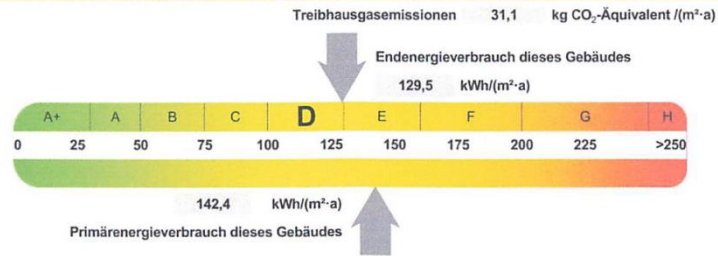 Treibhausgasemissionen 31,1 kg CO₂-Äquivalent /(m²·a)
Endenergieverbrauch dieses Gebäudes
129,5 kWh/(m²·a)
A+ A B C D E F G H
0 25 50 75 100 125 150 175 200 225 >250
142,4 kWh/(m²·a)
Primärenergieverbrauch dieses Gebäudes